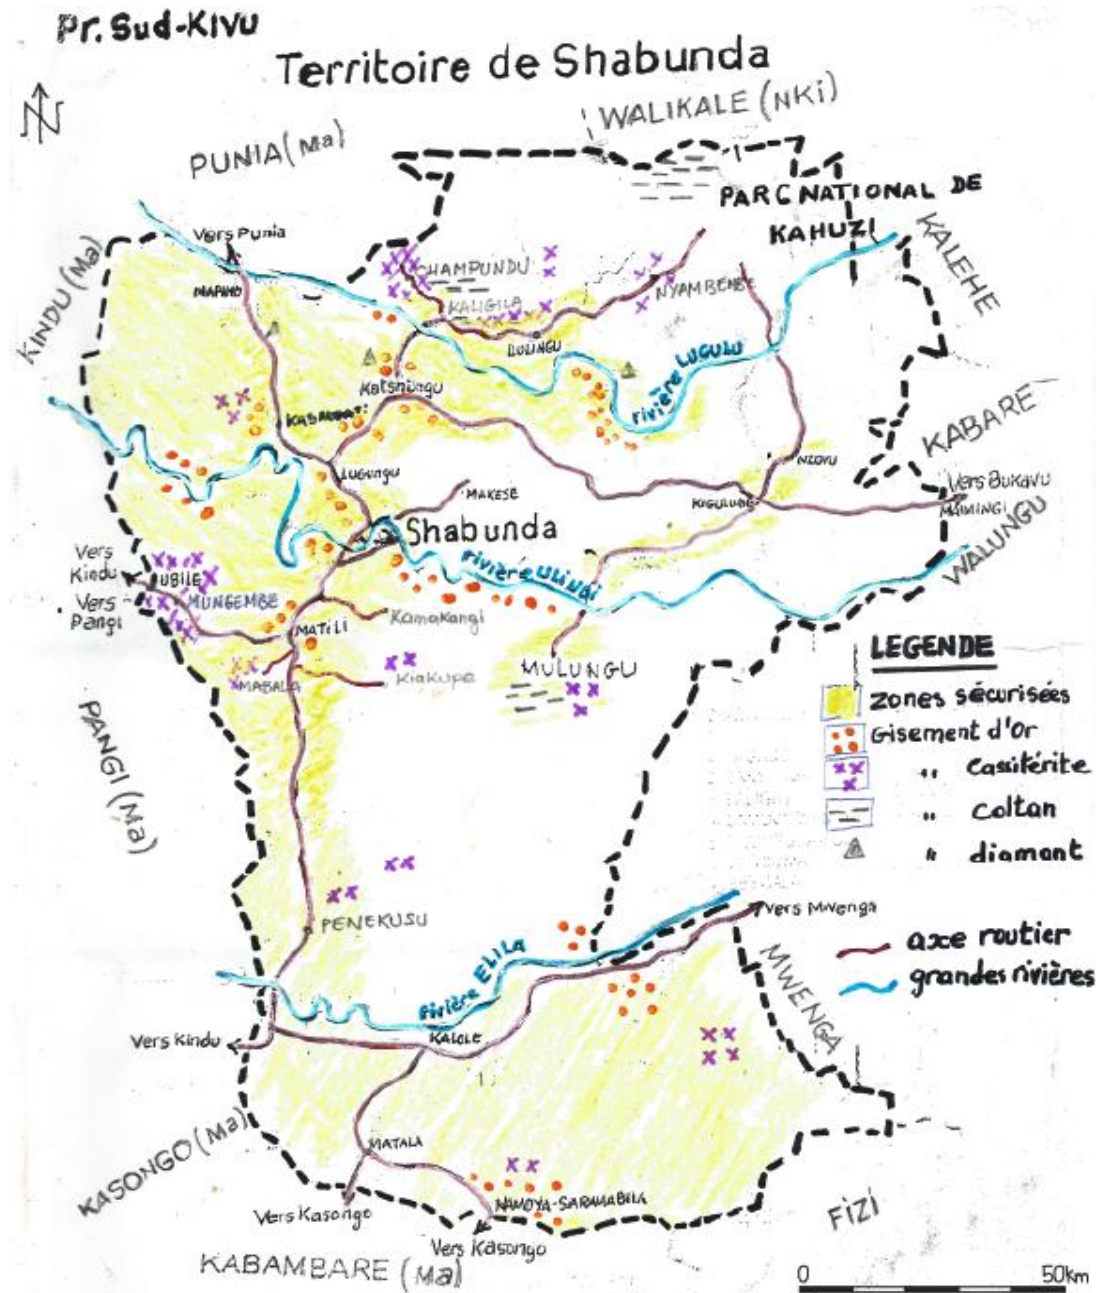 Pr. Sud-KIVU
Territoire de Shabunda
WALIKALE (NKi)
PUNIA (Ma)
PARC NATIONAL DE
KAHUZI
KALEHE
Vers Punia
KINDU (Ma)
HAMPUNDU
NYAMBEMBE
KALIGILA
LULINGU
rivière LUGULU
Katshungu
KABARE
LUGUNGU
NZOVU
MAKESE
KIGULUBE
Vers Bukavu
MAIMINGI
Shabunda
WALUNGU
Vers
Kindu
UBILE
rivière ULINDI
Vers
Pangi
MUNGEMBE
Kamakangi
MATILI
MULUNGU
LEGENDE
MABALA
Kiakupe
zones sécurisées
Gisement d'Or
" Cassitérite
" Coltan
" diamant
PANGI (Ma)
PENEKUSU
Vers Mwenga
axe routier
grandes rivières
rivière ELILA
MWENGA
Vers Kindu
KALOLE
MATALA
KASONGO (Ma)
NAMOYA-SARAMABILA
Vers Kasongo
Vers Kasongo
FIZI
KABAMBARE (Ma)
0 50km